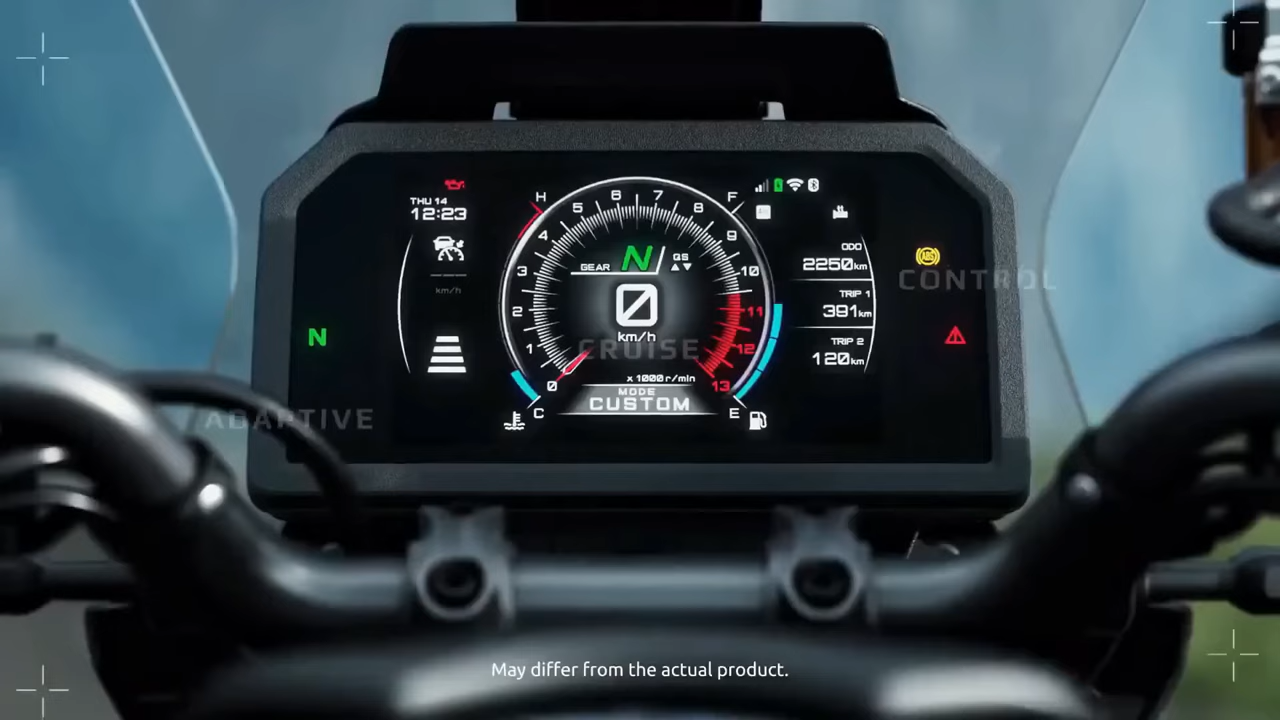 THU 14
12:23
km/h
N
H
F
C
E
0
1
2
3
4
5
6
7
8
9
10
11
12
13
GEAR N QS
0
km/h
x 1000 r/min
MODE
CUSTOM
ODO
2250km
TRIP 1
391km
TRIP 2
120km
ABS
ADAPTIVE
CRUISE
CONTROL
May differ from the actual product.